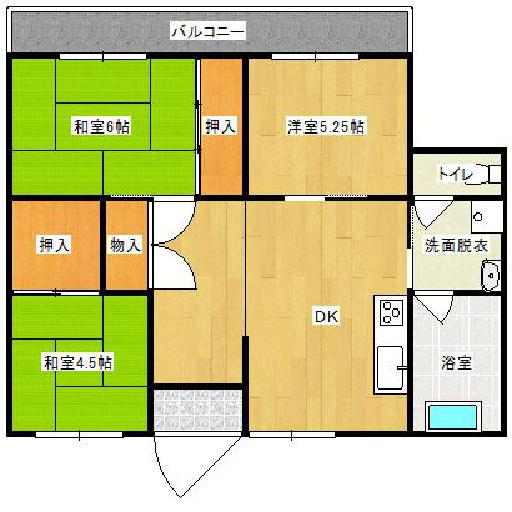 バルコニー
和室6帖
押入
洋室5.25帖
トイレ
押入
物入
洗面脱衣
DK
和室4.5帖
浴室